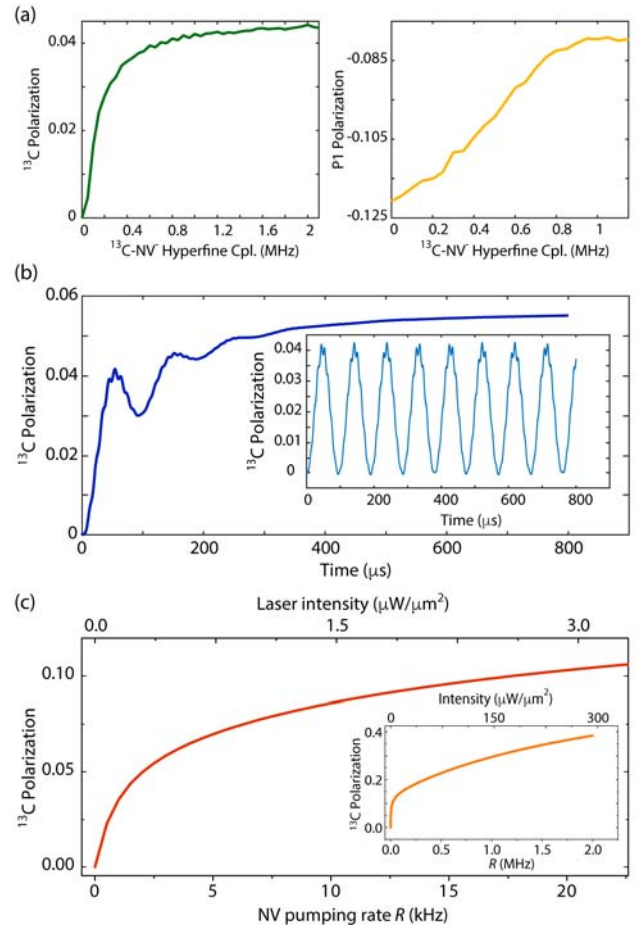 (a)
0.04
0.02
0
¹³C Polarization
0 0.4 0.8 1.2 1.6 2
¹³C-NV⁻ Hyperfine Cpl. (MHz)
-0.085
-0.105
-0.125
P1 Polarization
0 0.2 0.4 0.6 0.8 1
¹³C-NV⁻ Hyperfine Cpl. (MHz)
(b)
0.06
0.04
0.02
0
¹³C Polarization
0 200 400 600 800
Time (μs)
0.04
0.03
0.02
0.01
0
¹³C Polarization
0 200 400 600 800
Time (μs)
(c)
Laser intensity (μW/μm²)
0.0 1.5 3.0
0.10
0.05
0.00
¹³C Polarization
0 5 10 15 20
NV pumping rate R (kHz)
Intensity (μW/μm²)
0 150 300
0.4
0.2
0.0
¹³C Polarization
0.0 0.5 1.0 1.5 2.0
R (MHz)